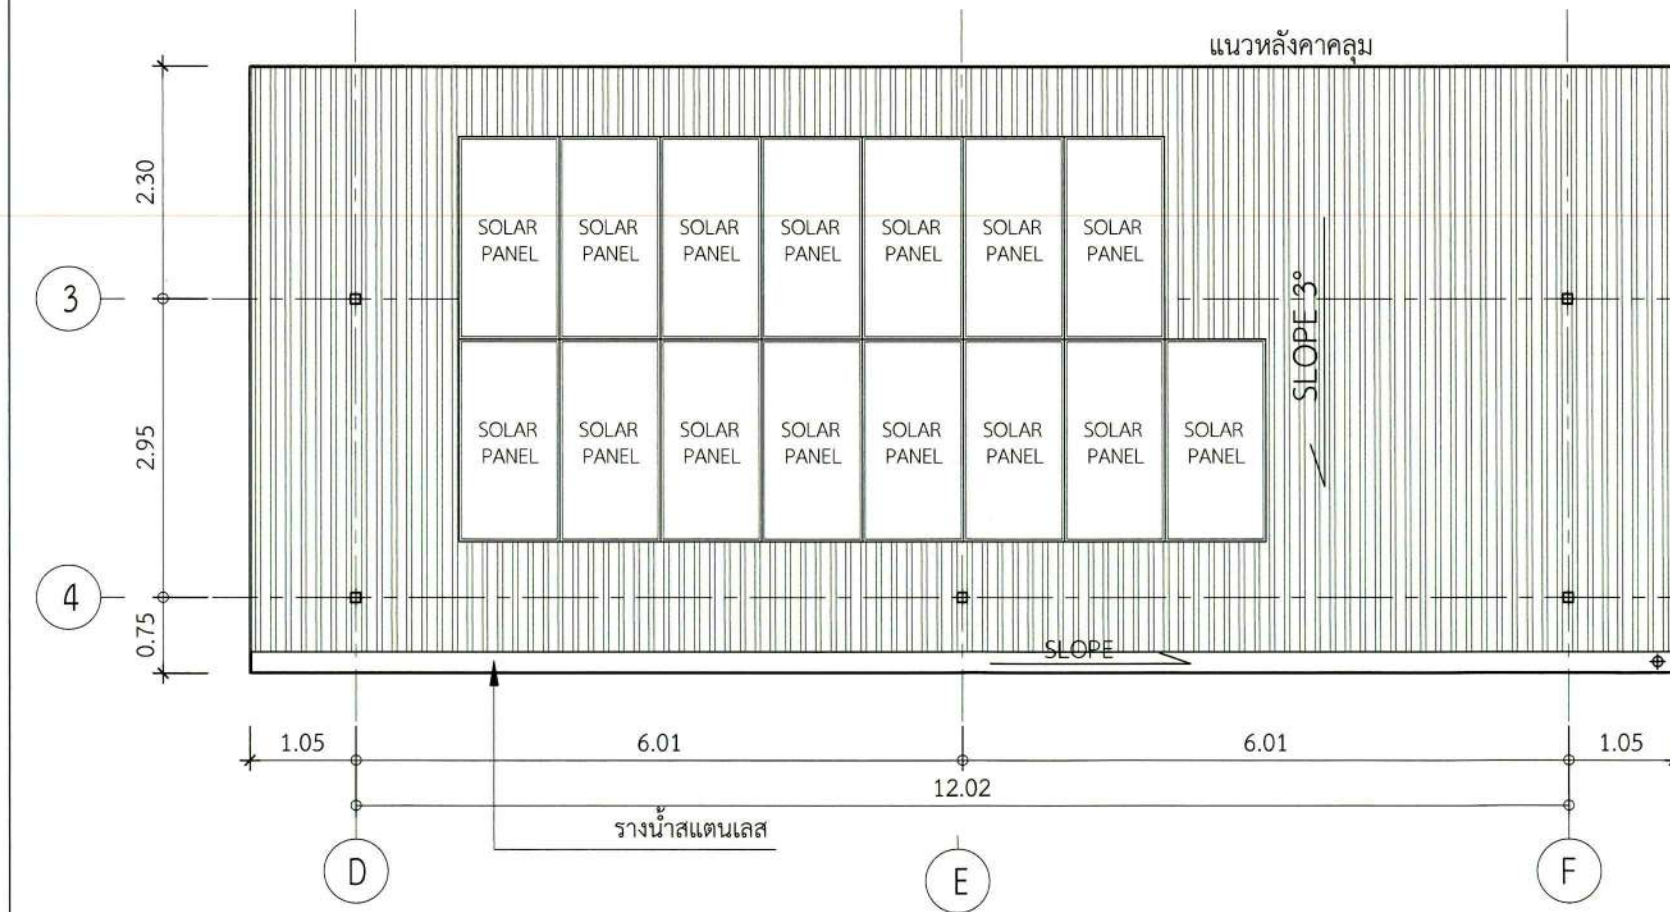 แนวหลังคาคลุม
2.30
SOLAR SOLAR SOLAR SOLAR SOLAR SOLAR SOLAR
PANEL PANEL PANEL PANEL PANEL PANEL PANEL
3
SLOPE 3°
2.95
SOLAR SOLAR SOLAR SOLAR SOLAR SOLAR SOLAR SOLAR
PANEL PANEL PANEL PANEL PANEL PANEL PANEL PANEL
4
0.75
SLOPE
1.05 6.01 6.01 1.05
12.02
รางน้ำสแตนเลส
D E F